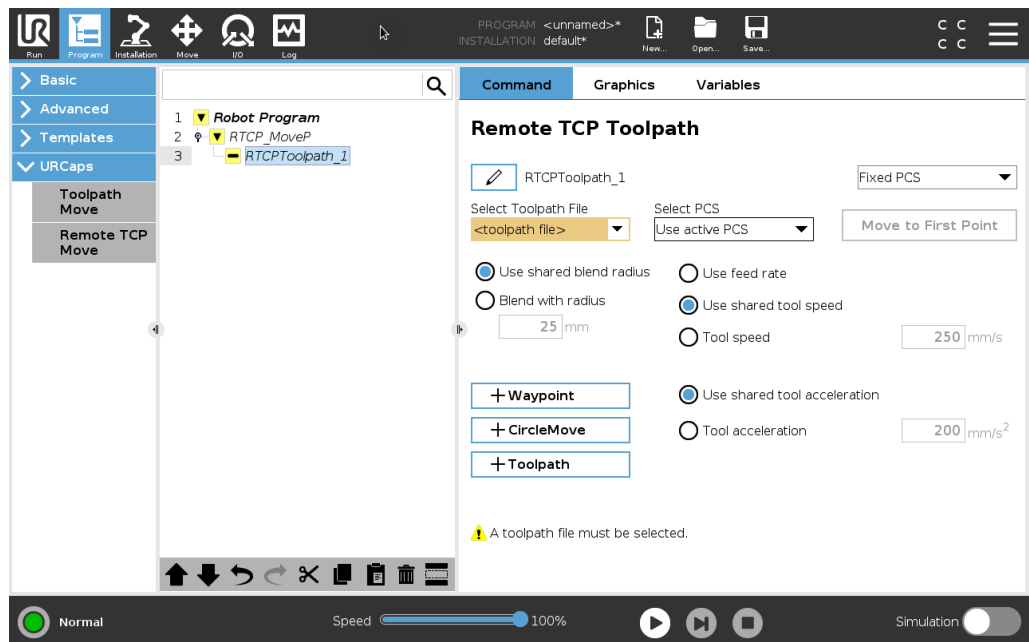 PROGRAM <unnamed>*
INSTALLATION default*
C C
C C
Run Program Installation Move I/O Log New... Open... Save...
Basic
Advanced
Templates
URCaps
Toolpath
Move
Remote TCP
Move
1 Robot Program
2 RTCP_MoveP
3 RTCPToolpath_1
Command Graphics Variables
Remote TCP Toolpath
RTCPToolpath_1 Fixed PCS
Select Toolpath File Select PCS
<toolpath file> Use active PCS Move to First Point
Use shared blend radius Use feed rate
Blend with radius Use shared tool speed
25 mm Tool speed 250 mm/s
+ Waypoint Use shared tool acceleration
+ CircleMove Tool acceleration 200 mm/s²
+ Toolpath
A toolpath file must be selected.
Normal Speed 100% Simulation